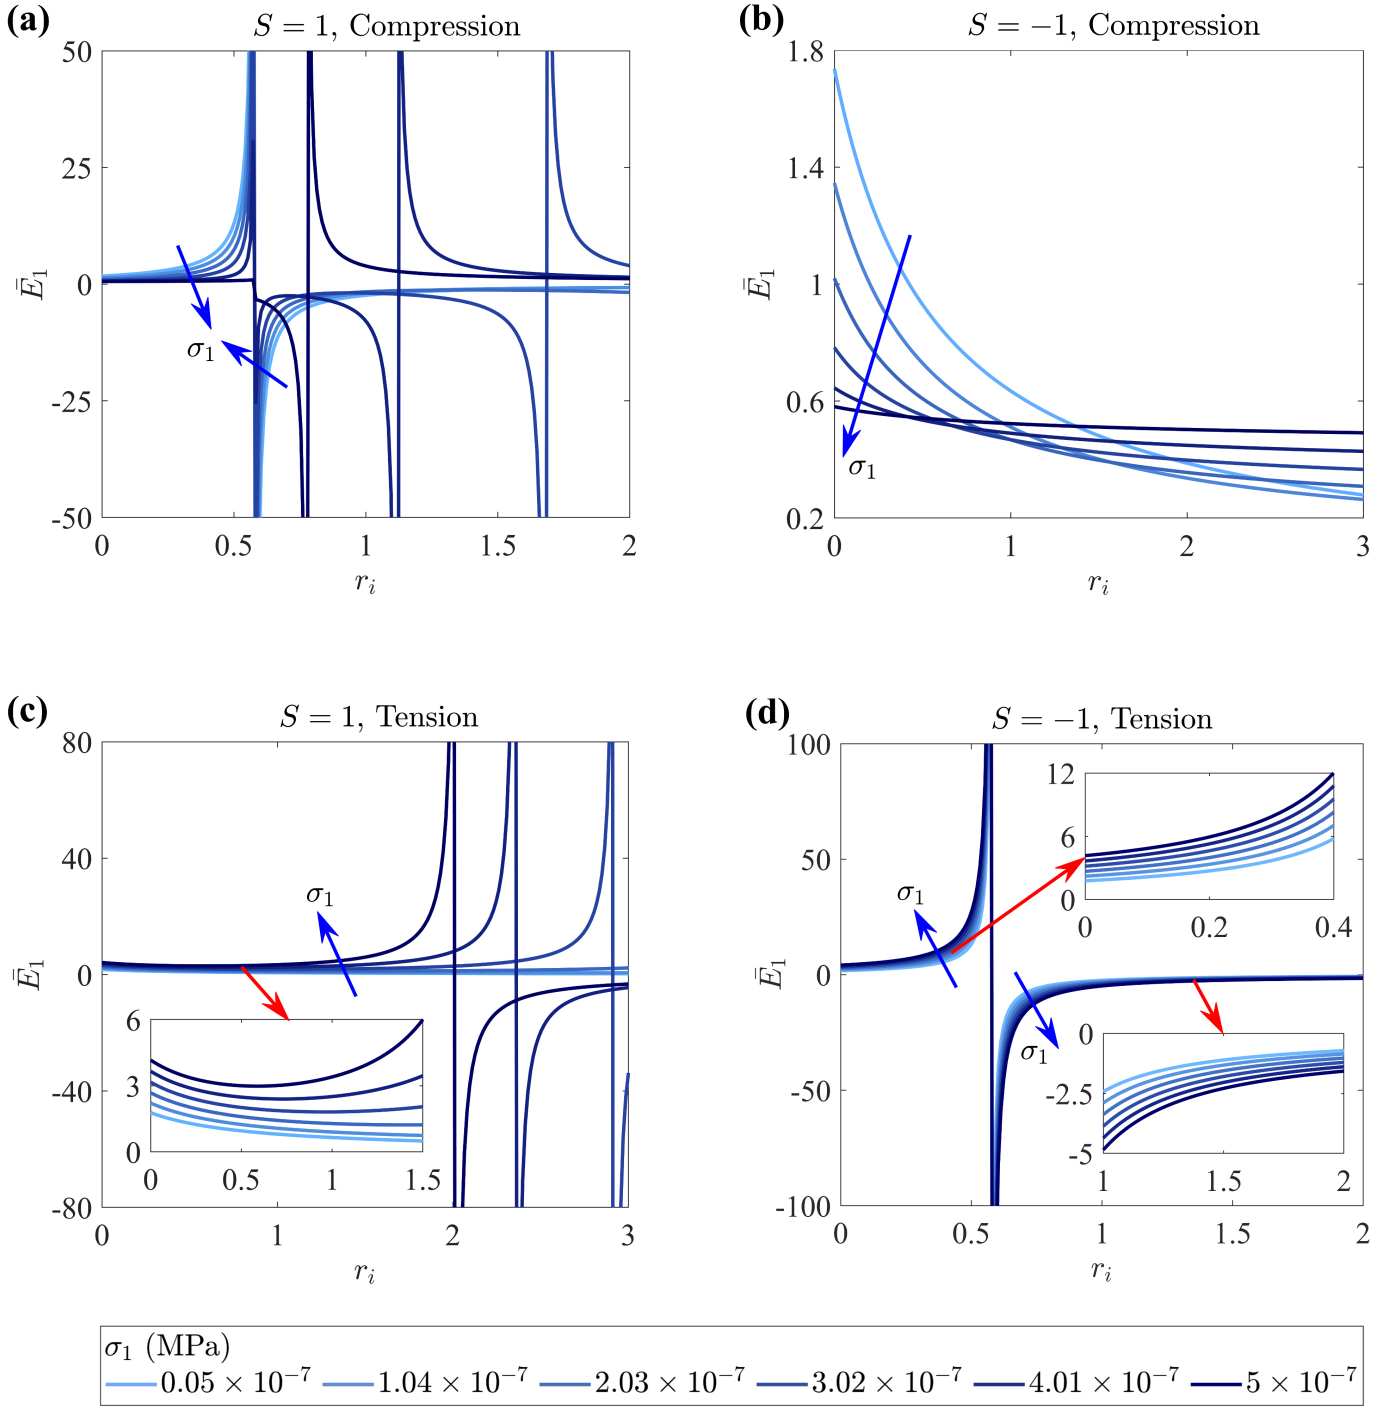 (a)
S = 1, Compression
50
25
0
-25
-50
Ē₁
σ₁
0 0.5 1 1.5 2
rᵢ
(b)
S = −1, Compression
1.8
1.4
1
0.6
0.2
Ē₁
σ₁
0 1 2 3
rᵢ
(c)
S = 1, Tension
80
40
0
-40
-80
Ē₁
σ₁
6
3
0
0 0.5 1 1.5
0 1 2 3
rᵢ
(d)
S = −1, Tension
100
50
0
-50
-100
Ē₁
σ₁
12
6
0
0 0.2 0.4
σ₁
0
-2.5
-5
1 1.5 2
0 0.5 1 1.5 2
rᵢ
σ₁ (MPa)
0.05 × 10⁻⁷ 1.04 × 10⁻⁷ 2.03 × 10⁻⁷ 3.02 × 10⁻⁷ 4.01 × 10⁻⁷ 5 × 10⁻⁷